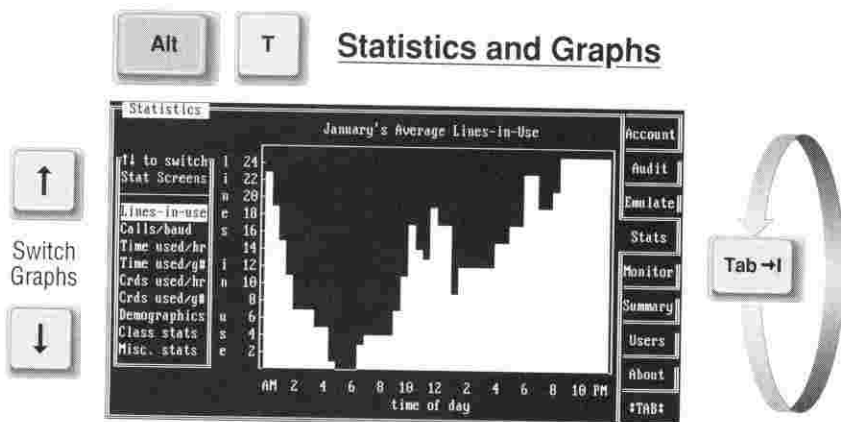 Alt
T
Statistics and Graphs
Statistics
January's Average Lines-in-Use
↑↓ to switch
Stat Screens
Lines-in-use
Calls/baud
Time used/hr
Time used/g#
Crds used/hr
Crds used/g#
Demographics
Class stats
Misc. stats
l
i
n
e
s
i
n
u
s
e
24
22
20
18
16
14
12
10
8
6
4
2
AM 2 4 6 8 10 12 2 4 6 8 10 PM
time of day
Account
Audit
Emulate
Stats
Monitor
Summary
Users
About
↕TAB↕
↑
Switch
Graphs
↓
Tab →I